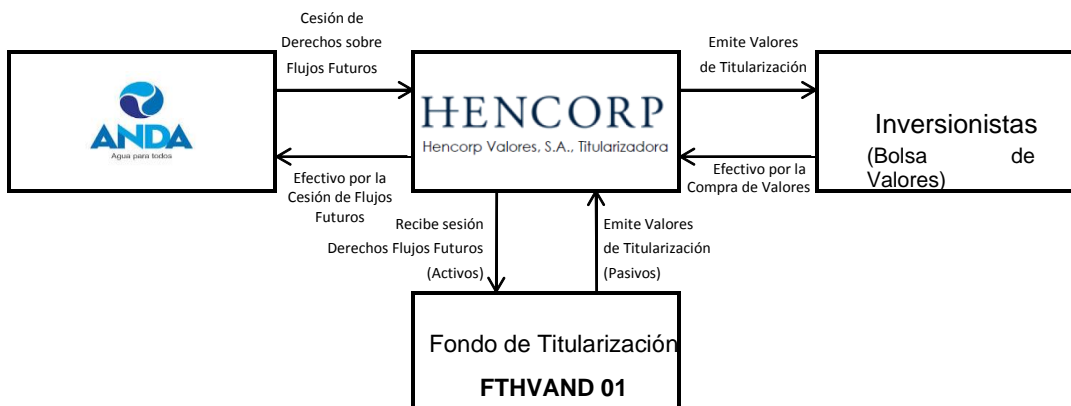 Cesión de
Derechos sobre
Flujos Futuros
Emite Valores
de Titularización
ANDA
Agua para todos
HENCORP
Hencorp Valores, S.A., Titularizadora
Inversionistas
(Bolsa de
Valores)
Efectivo por la
Cesión de Flujos
Futuros
Efectivo por la
Compra de Valores
Recibe sesión
Derechos Flujos Futuros
(Activos)
Emite Valores
de Titularización
(Pasivos)
Fondo de Titularización
FTHVAND 01